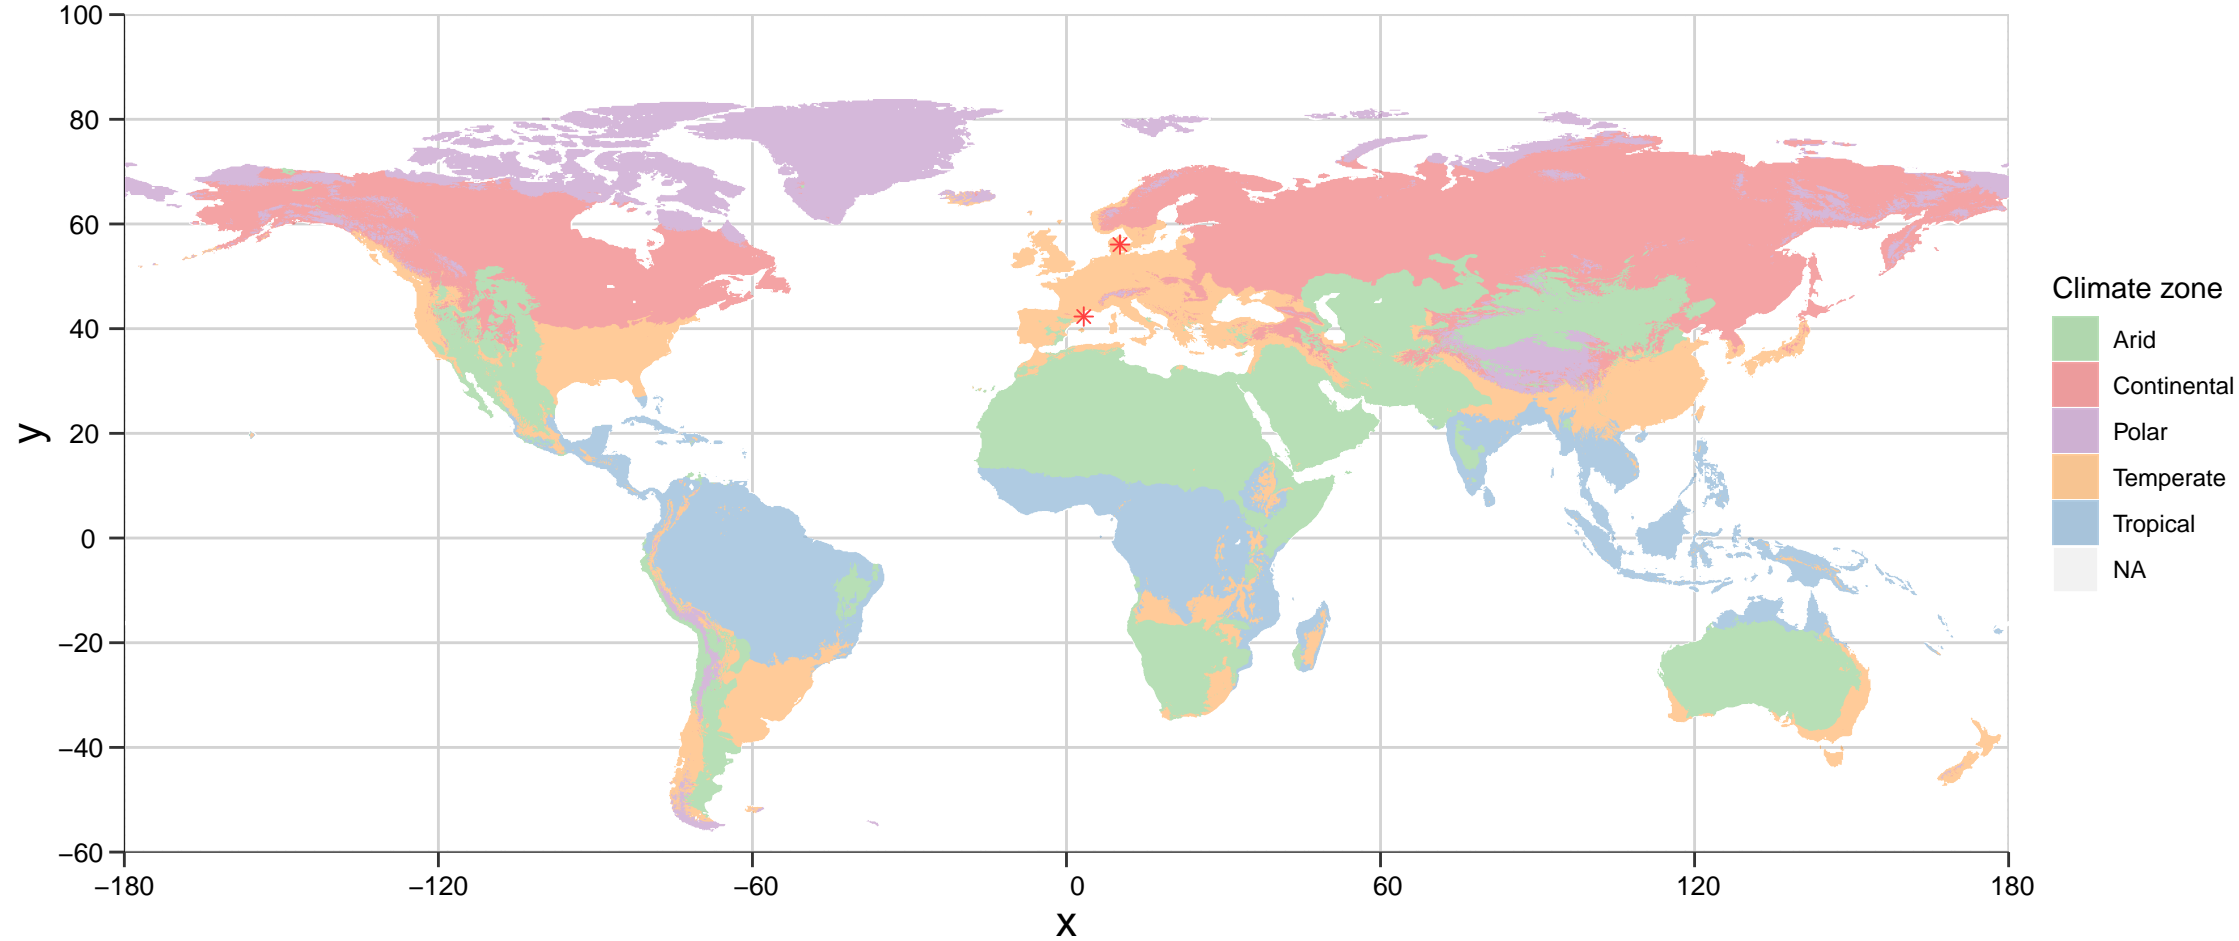 100
80
60
40
20
0
−20
−40
−60
y
−180 −120 −60 0 60 120 180
x
Climate zone
Arid
Continental
Polar
Temperate
Tropical
NA